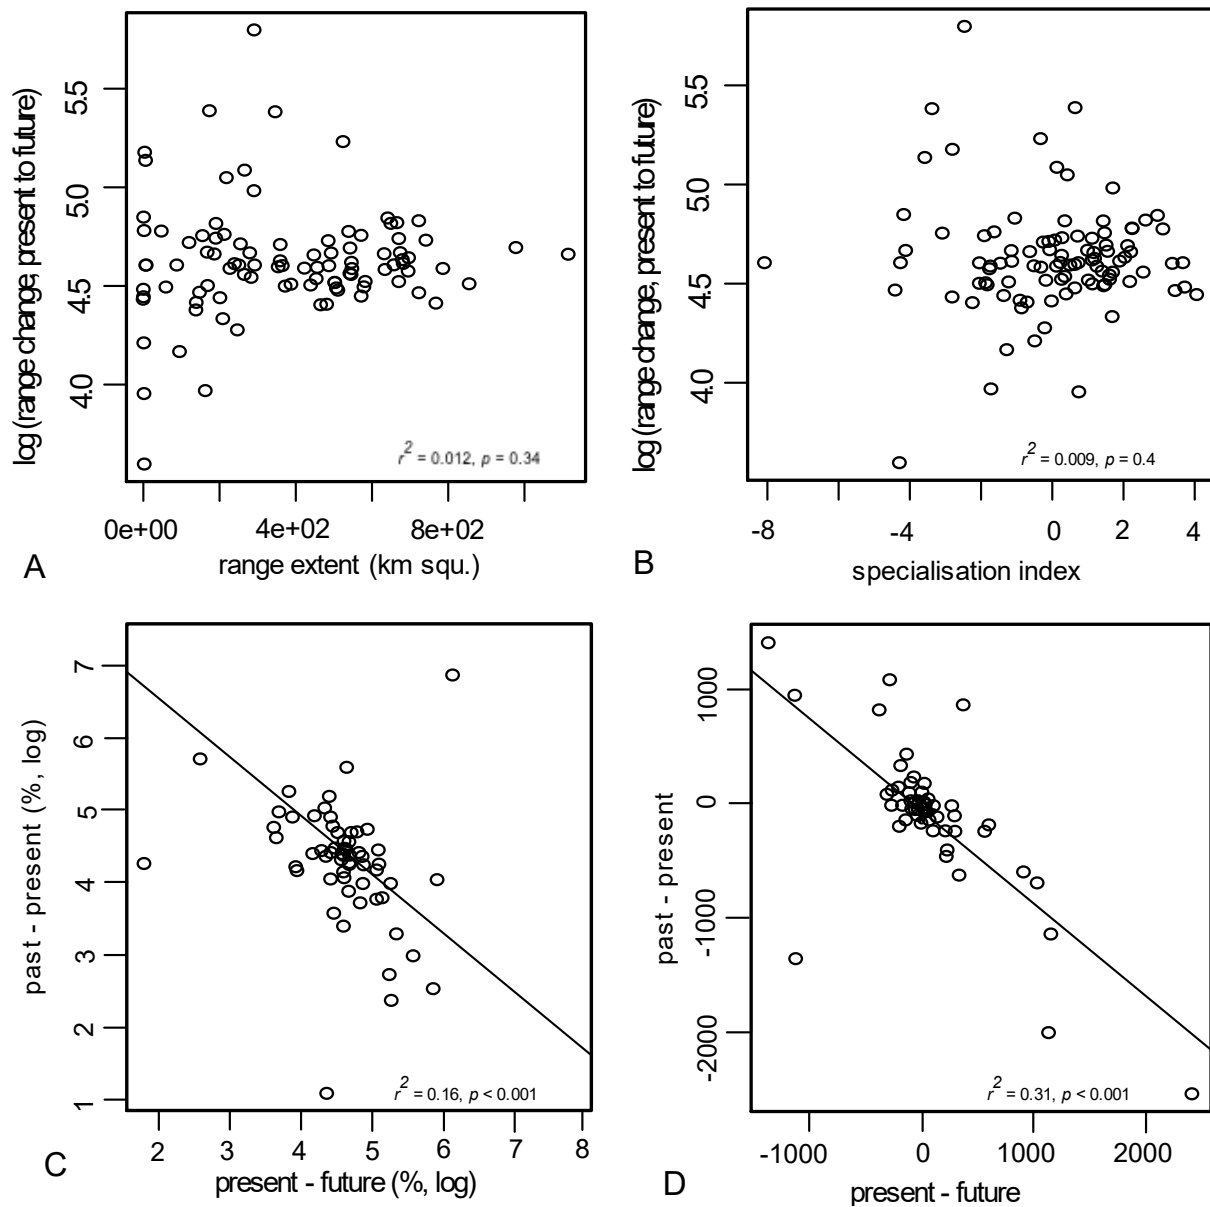 log (range change, present to future)
5.5
5.0
4.5
4.0
r² = 0.012, p = 0.34
0e+00 4e+02 8e+02
range extent (km squ.)
A
log (range change, present to future)
5.5
5.0
4.5
4.0
r² = 0.009, p = 0.4
-8 -4 -2 0 2 4
specialisation index
B
past - present (%, log)
7
6
5
4
3
2
1
r² = 0.16, p < 0.001
2 3 4 5 6 7 8
present - future (%, log)
C
past - present
1000
0
-1000
-2000
r² = 0.31, p < 0.001
-1000 0 1000 2000
present - future
D